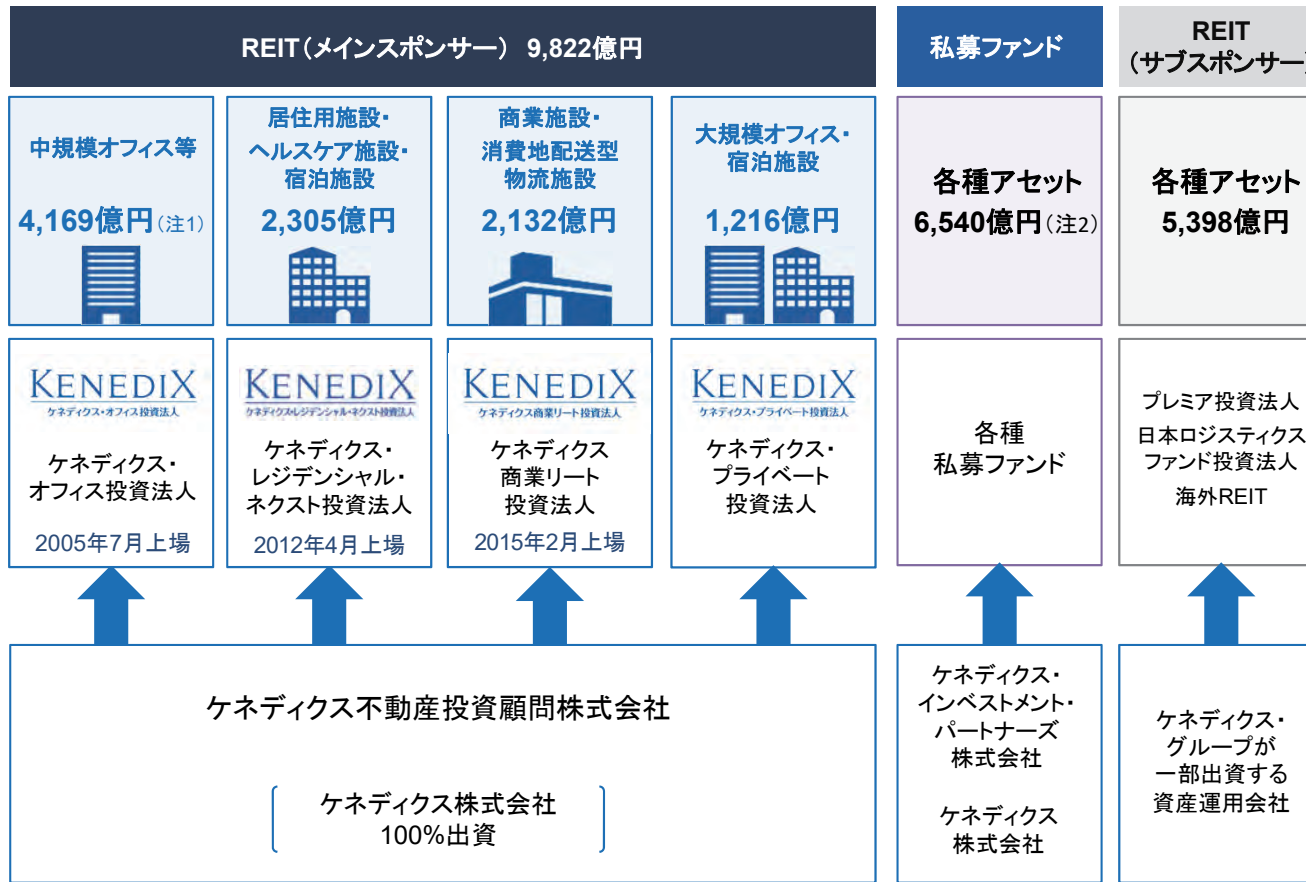 REIT（メインスポンサー） 9,822億円
私募ファンド
REIT
（サブスポンサー）
中規模オフィス等
4,169億円（注1）
居住用施設・
ヘルスケア施設・
宿泊施設
2,305億円
商業施設・
消費地配送型
物流施設
2,132億円
大規模オフィス・
宿泊施設
1,216億円
各種アセット
6,540億円（注2）
各種アセット
5,398億円
KENEDIX
ケネディクス・オフィス投資法人
ケネディクス・
オフィス投資法人
2005年7月上場
KENEDIX
ケネディクス・レジデンシャル・ネクスト投資法人
ケネディクス・
レジデンシャル・
ネクスト投資法人
2012年4月上場
KENEDIX
ケネディクス商業リート投資法人
ケネディクス
商業リート
投資法人
2015年2月上場
KENEDIX
ケネディクス・プライベート投資法人
ケネディクス・
プライベート
投資法人
各種
私募ファンド
プレミア投資法人
日本ロジスティクス
ファンド投資法人
海外REIT
ケネディクス不動産投資顧問株式会社
ケネディクス株式会社
100%出資
ケネディクス・
インベストメント・
パートナーズ
株式会社
ケネディクス
株式会社
ケネディクス・
グループが
一部出資する
資産運用会社